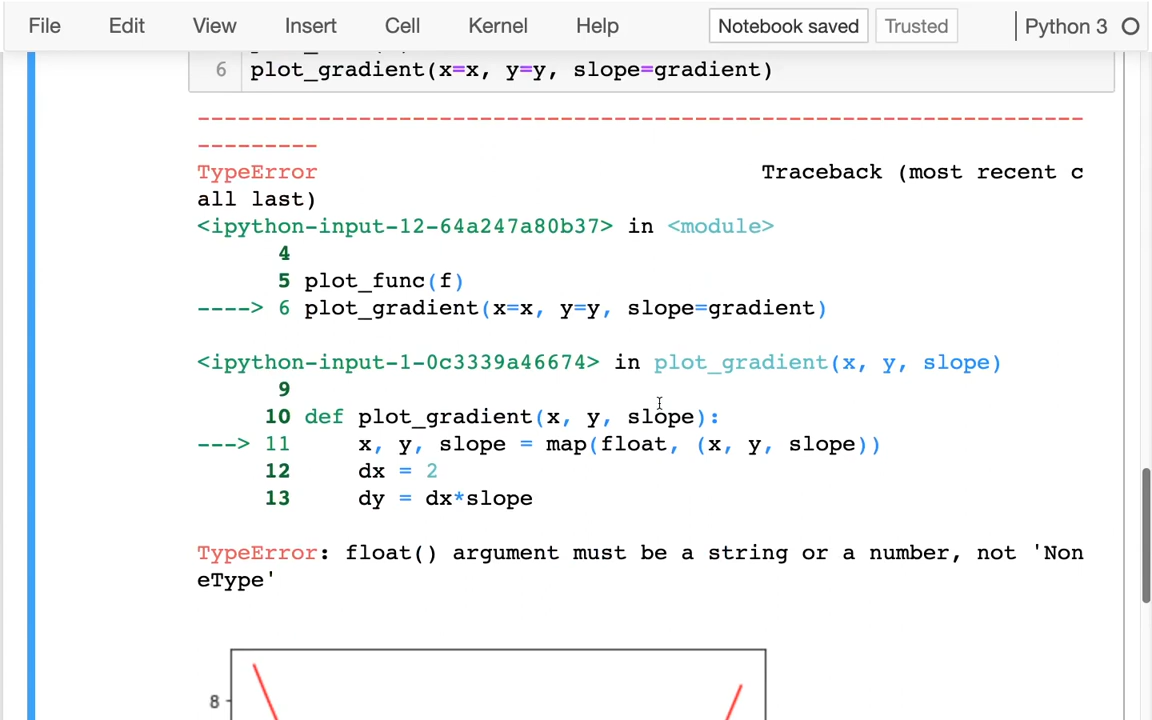 File Edit View Insert Cell Kernel Help Notebook saved Trusted Python 3
6 plot_gradient(x=x, y=y, slope=gradient)
---------------------------------------------------------------------------
TypeError Traceback (most recent c
all last)
<ipython-input-12-64a247a80b37> in <module>
4
5 plot_func(f)
----> 6 plot_gradient(x=x, y=y, slope=gradient)
<ipython-input-1-0c3339a46674> in plot_gradient(x, y, slope)
9
10 def plot_gradient(x, y, slope):
---> 11 x, y, slope = map(float, (x, y, slope))
12 dx = 2
13 dy = dx*slope
TypeError: float() argument must be a string or a number, not 'Non
eType'
8